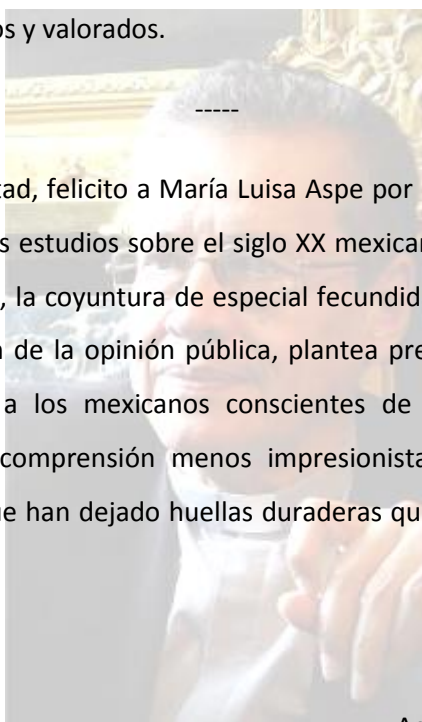 os y valorados.
-----
tad, felicito a María Luisa Aspe por
s estudios sobre el siglo XX mexica
, la coyuntura de especial fecundid
de la opinión pública, plantea pre
a los mexicanos conscientes de
comprensión menos impresionista
ue han dejado huellas duraderas qu